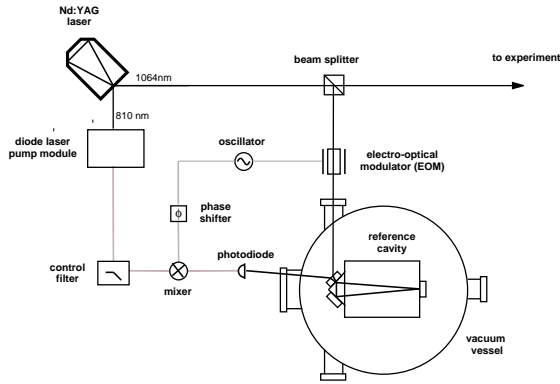 Nd:YAG
laser
1064nm
810 nm
beam splitter
to experiment
diode laser
pump module
oscillator
electro-optical
modulator (EOM)
phase
shifter
ϕ
photodiode
reference
cavity
control
filter
mixer
vacuum
vessel